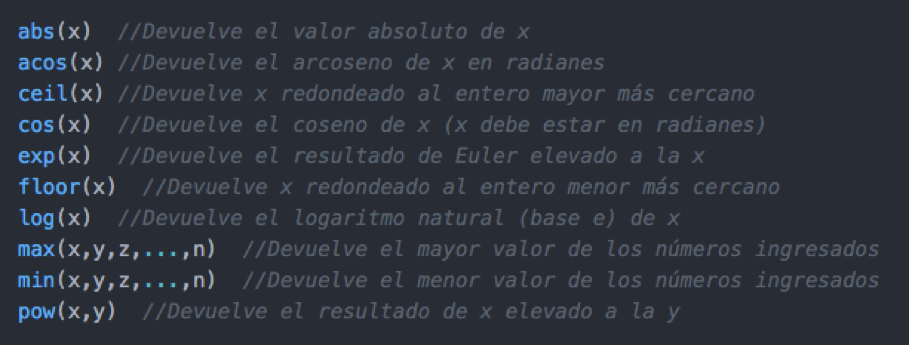 abs(x)  //Devuelve el valor absoluto de x
acos(x) //Devuelve el arcoseno de x en radianes
ceil(x) //Devuelve x redondeado al entero mayor más cercano
cos(x)  //Devuelve el coseno de x (x debe estar en radianes)
exp(x)  //Devuelve el resultado de Euler elevado a la x
floor(x)  //Devuelve x redondeado al entero menor más cercano
log(x)  //Devuelve el logaritmo natural (base e) de x
max(x,y,z,...,n)  //Devuelve el mayor valor de los números ingresados
min(x,y,z,...,n)  //Devuelve el menor valor de los números ingresados
pow(x,y)  //Devuelve el resultado de x elevado a la y